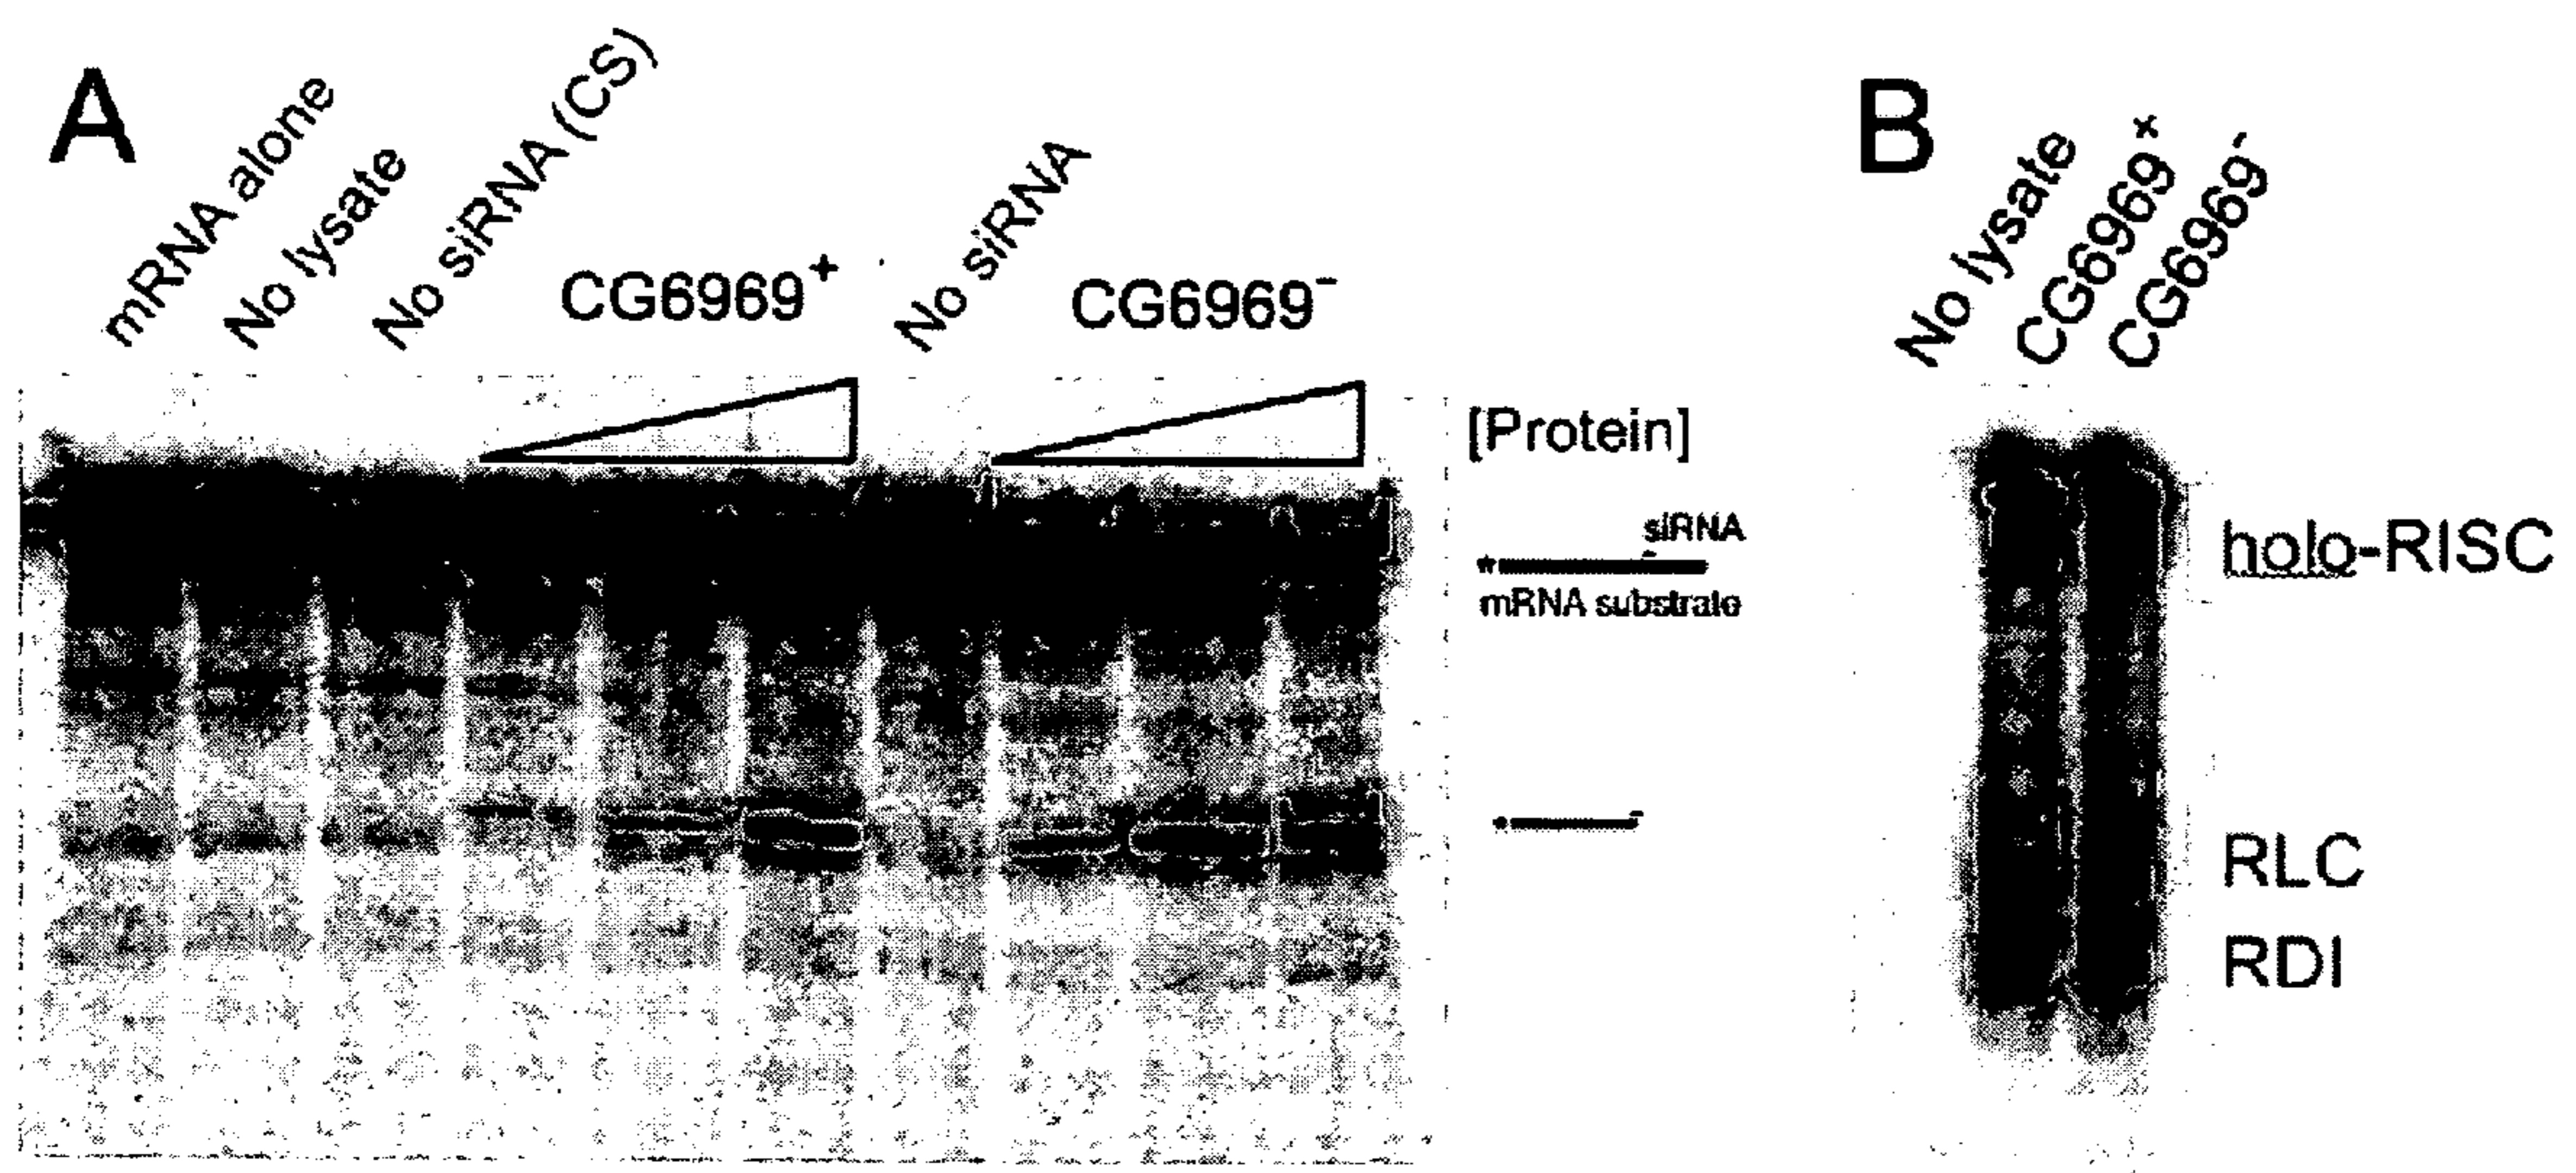 A
mRNA alone
No lysate
No siRNA (CS)
CG6969+
No siRNA
CG6969-
[Protein]
siRNA
*
mRNA substrate
B
No lysate
CG6969+
CG6969-
holo-RISC
RLC
RDI